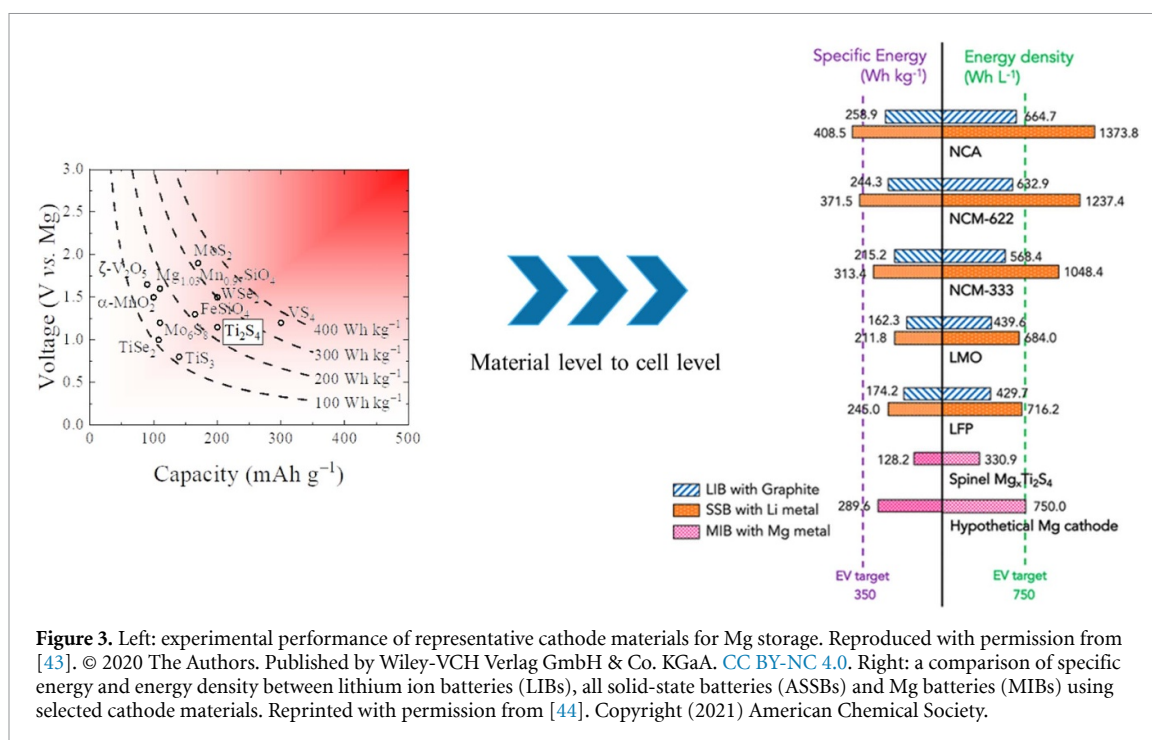 3.0
2.5
2.0
1.5
1.0
0.5
0.0
Voltage (V vs. Mg)
MoS₂
ζ-V₂O₅
Mg₁.₀₃Mn₀.₉₇SiO₄
α-MnO₂
WSe₂
FeSiO₄
VS₄
Mo₆S₈
Ti₂S₄
TiSe₂
TiS₃
400 Wh kg⁻¹
300 Wh kg⁻¹
200 Wh kg⁻¹
100 Wh kg⁻¹
0 100 200 300 400 500
Capacity (mAh g⁻¹)
Material level to cell level
Specific Energy
(Wh kg⁻¹)
Energy density
(Wh L⁻¹)
258.9 664.7
408.5 1373.8
NCA
244.3 632.9
371.5 1237.4
NCM-622
215.2 568.4
313.4 1048.4
NCM-333
162.3 439.6
211.8 684.0
LMO
174.2 429.7
245.0 716.2
LFP
128.2 330.9
Spinel MgₓTi₂S₄
289.6 750.0
Hypothetical Mg cathode
LIB with Graphite
SSB with Li metal
MIB with Mg metal
EV target
350
EV target
750
Figure 3. Left: experimental performance of representative cathode materials for Mg storage. Reproduced with permission from
[43]. © 2020 The Authors. Published by Wiley-VCH Verlag GmbH & Co. KGaA. CC BY-NC 4.0. Right: a comparison of specific
energy and energy density between lithium ion batteries (LIBs), all solid-state batteries (ASSBs) and Mg batteries (MIBs) using
selected cathode materials. Reprinted with permission from [44]. Copyright (2021) American Chemical Society.